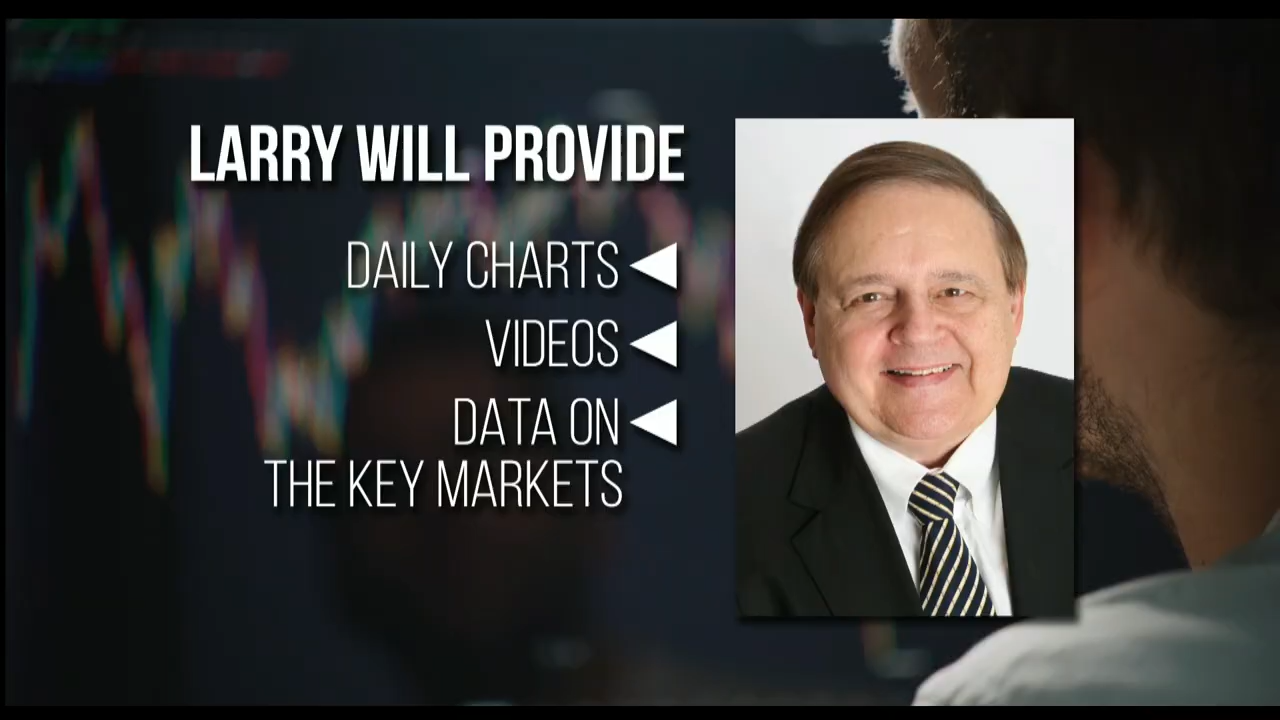 LARRY WILL PROVIDE
DAILY CHARTS
VIDEOS
DATA ON
THE KEY MARKETS